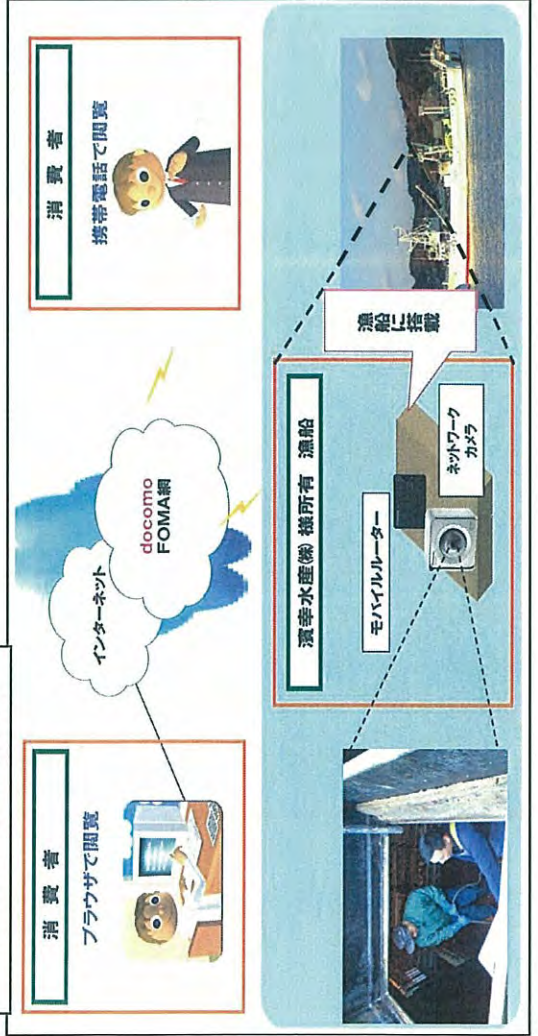 消費者
ブラウザで閲覧
インターネット
docomo
FOMA網
消費者
携帯電話で閲覧
濱幸水産㈱ 様所有 漁船
モバイルルーター
ネットワーク
カメラ
漁船に搭載